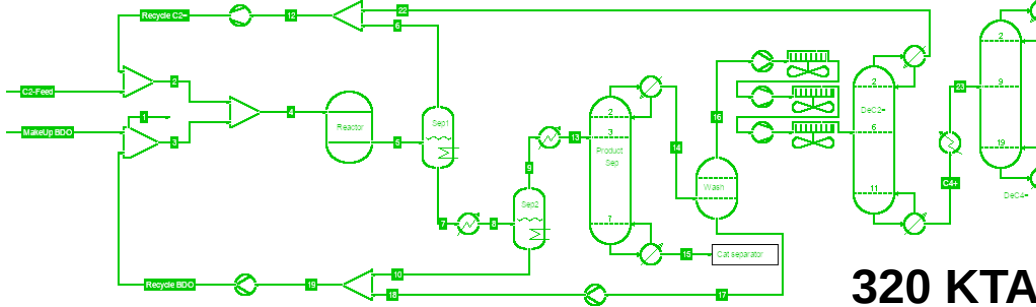 Recycle C2=
12
22
6
2
C2-Feed
1
MakeUp BDO
3
4
Reactor
5
Sep1
7
8
9
Sep2
13
2
3
Product
Sep
7
14
15
Cat separator
16
Wash
2
DeC2=
6
11
23
C4+
2
9
19
DeC4=
10
Recycle BDO
19
18
17
320 KTA